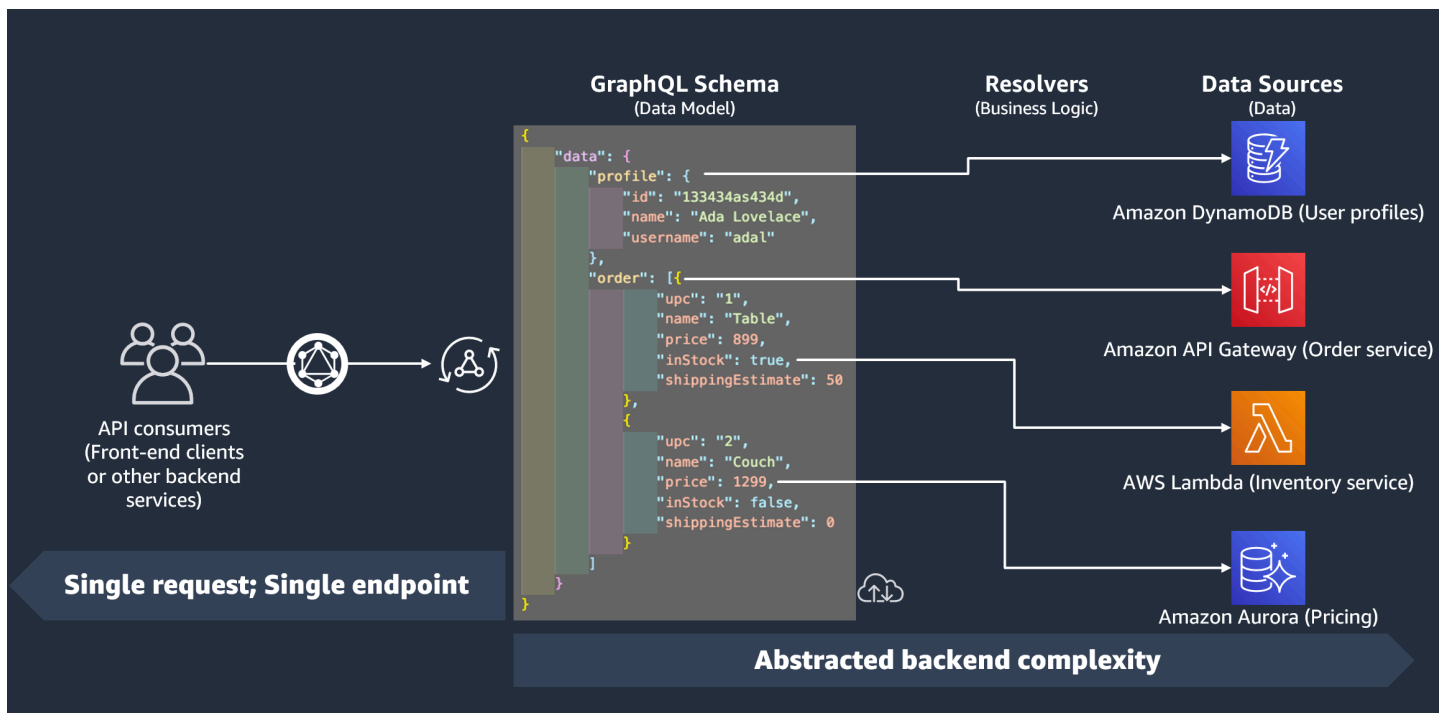 GraphQL Schema
(Data Model)
Resolvers
(Business Logic)
Data Sources
(Data)
{
"data": {
"profile": {
"id": "133434as434d",
"name": "Ada Lovelace",
"username": "adal"
},
"order": [{
"upc": "1",
"name": "Table",
"price": 899,
"inStock": true,
"shippingEstimate": 50
},
{
"upc": "2",
"name": "Couch",
"price": 1299,
"inStock": false,
"shippingEstimate": 0
}
]
}
}
Amazon DynamoDB (User profiles)
</>
Amazon API Gateway (Order service)
AWS Lambda (Inventory service)
Amazon Aurora (Pricing)
API consumers
(Front-end clients
or other backend
services)
Single request; Single endpoint
Abstracted backend complexity